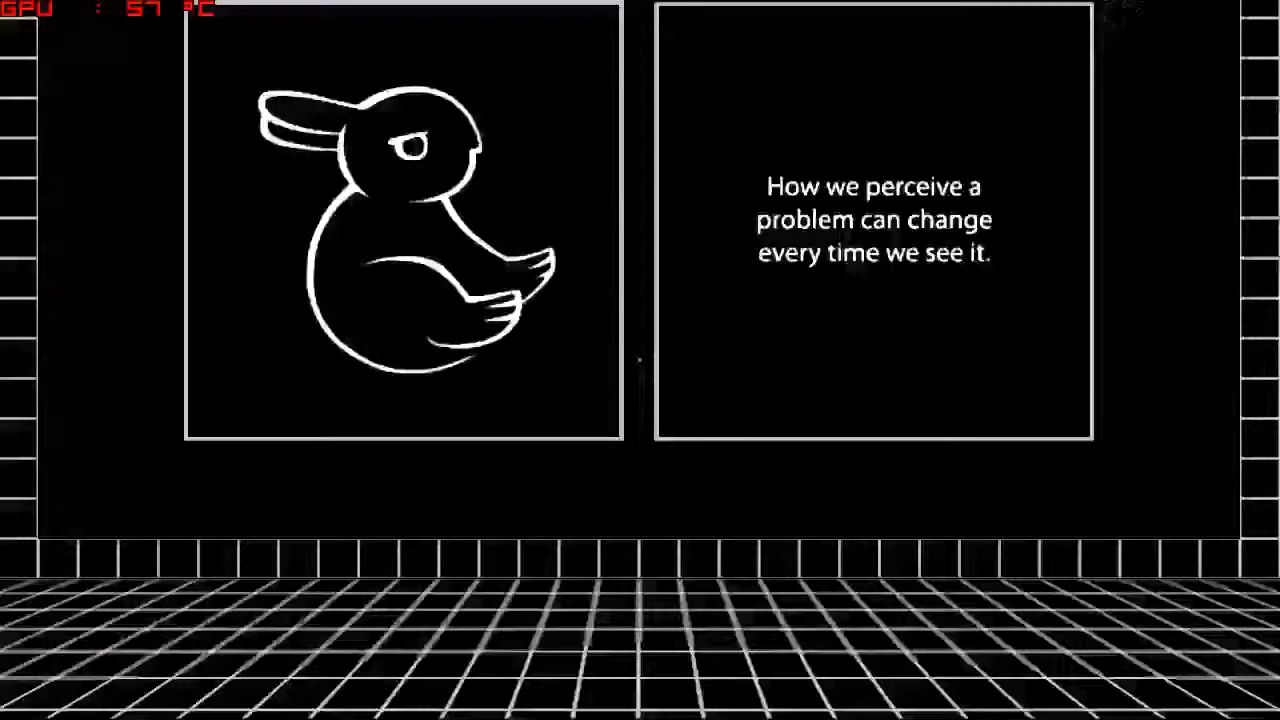 GPU : 57 °C
How we perceive a
problem can change
every time we see it.